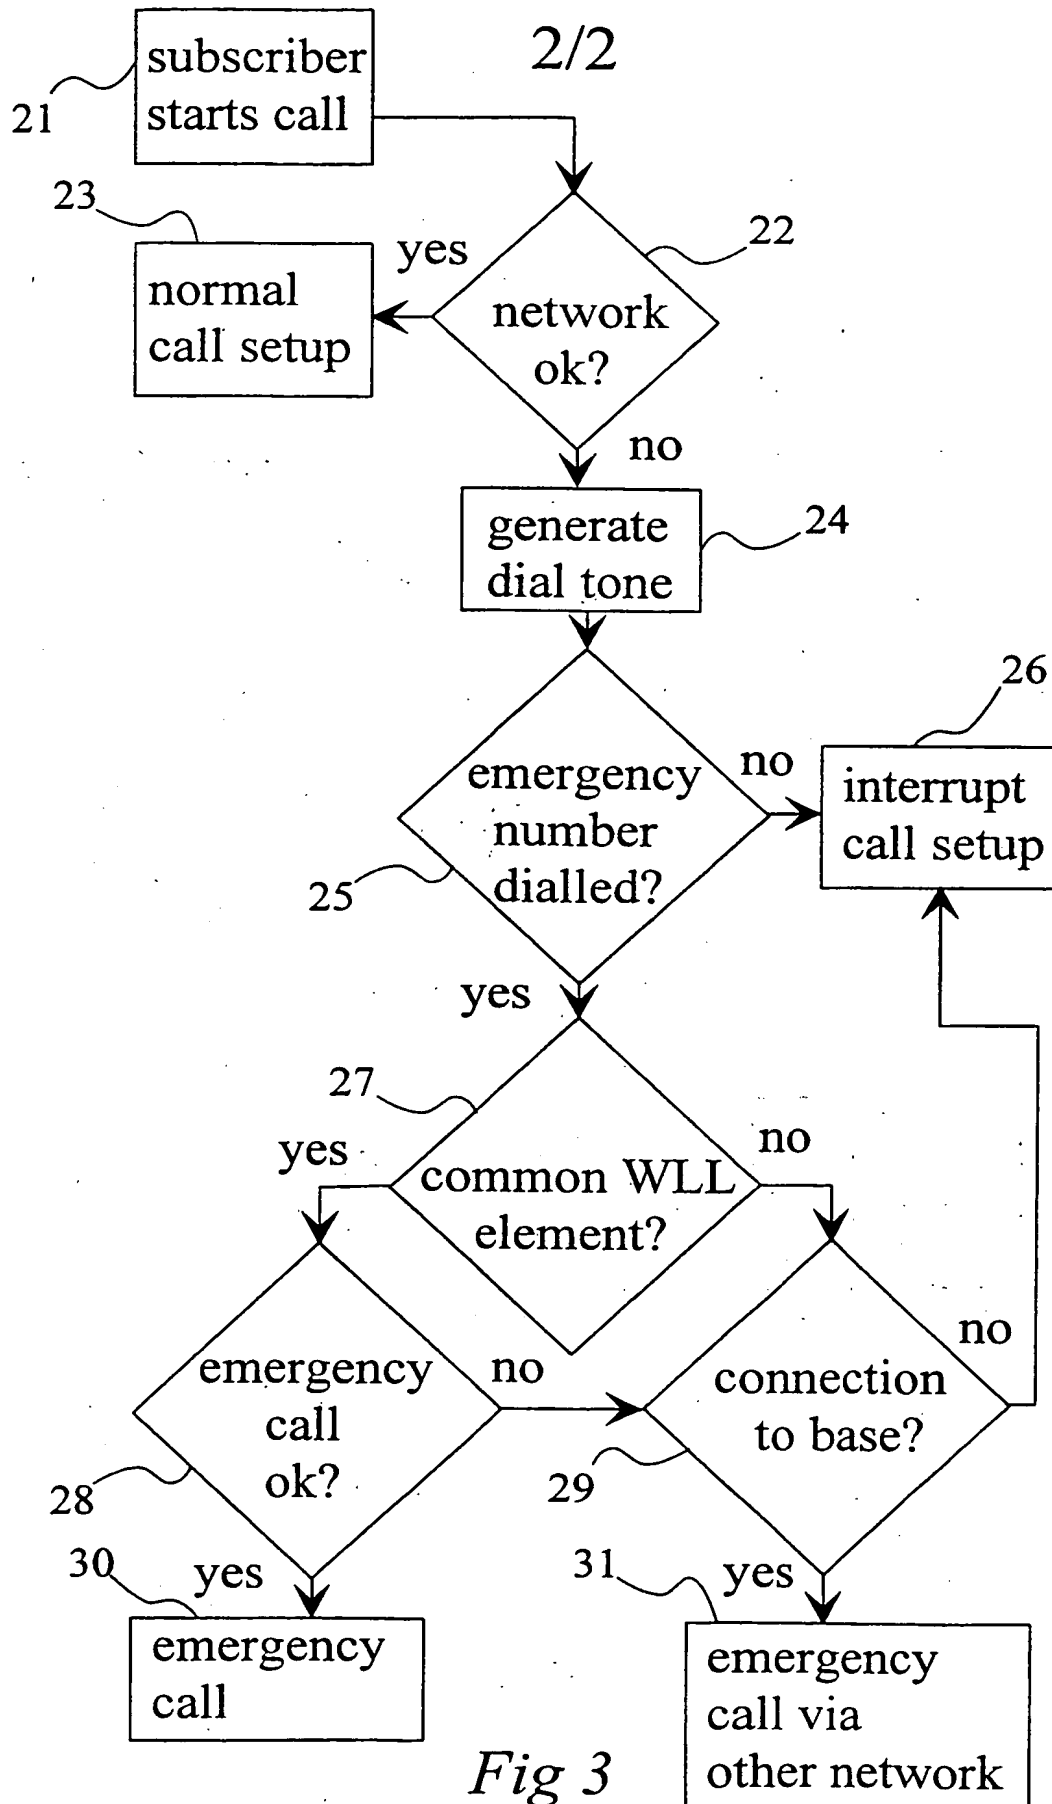 2/2
subscriber
starts call
21
23
yes
22
normal
call setup
network
ok?
no
generate
dial tone
24
26
emergency
number
dialled?
no
interrupt
call setup
25
yes
27
yes
no
common WLL
element?
emergency
call
ok?
no
connection
to base?
no
28
29
30
yes
31
yes
emergency
call
emergency
call via
other network
Fig 3